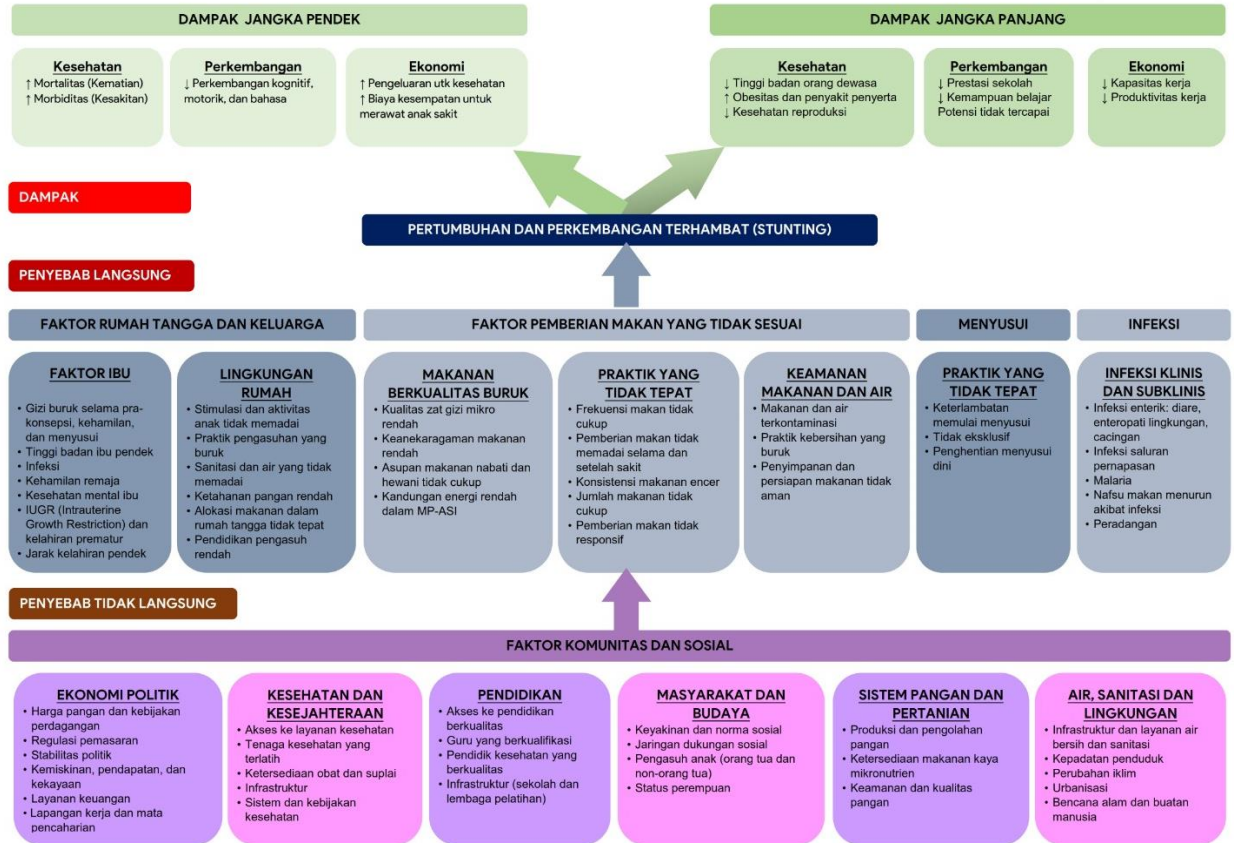 DAMPAK JANGKA PENDEK
Kesehatan
↑ Mortalitas (Kematian)
↑ Morbiditas (Kesakitan)
Perkembangan
↓ Perkembangan kognitif,
motorik, dan bahasa
Ekonomi
↑ Pengeluaran utk kesehatan
↑ Biaya kesempatan untuk
merawat anak sakit
DAMPAK JANGKA PANJANG
Kesehatan
↓ Tinggi badan orang dewasa
↑ Obesitas dan penyakit penyerta
↓ Kesehatan reproduksi
Perkembangan
↓ Prestasi sekolah
↓ Kemampuan belajar
Potensi tidak tercapai
Ekonomi
↓ Kapasitas kerja
↓ Produktivitas kerja
DAMPAK
PERTUMBUHAN DAN PERKEMBANGAN TERHAMBAT (STUNTING)
PENYEBAB LANGSUNG
FAKTOR RUMAH TANGGA DAN KELUARGA
FAKTOR IBU
• Gizi buruk selama pra-
konsepsi, kehamilan,
dan menyusui
• Tinggi badan ibu pendek
• Infeksi
• Kehamilan remaja
• Kesehatan mental ibu
• IUGR (Intrauterine
Growth Restriction) dan
kelahiran prematur
• Jarak kelahiran pendek
LINGKUNGAN
RUMAH
• Stimulasi dan aktivitas
anak tidak memadai
• Praktik pengasuhan yang
buruk
• Sanitasi dan air yang tidak
memadai
• Ketahanan pangan rendah
• Alokasi makanan dalam
rumah tangga tidak tepat
• Pendidikan pengasuh
rendah
FAKTOR PEMBERIAN MAKAN YANG TIDAK SESUAI
MAKANAN
BERKUALITAS BURUK
• Kualitas zat gizi mikro
rendah
• Keanekaragaman makanan
rendah
• Asupan makanan nabati dan
hewani tidak cukup
• Kandungan energi rendah
dalam MP-ASI
PRAKTIK YANG
TIDAK TEPAT
• Frekuensi makan tidak
cukup
• Pemberian makan tidak
memadai selama dan
setelah sakit
• Konsistensi makanan encer
• Jumlah makanan tidak
cukup
• Pemberian makan tidak
responsif
KEAMANAN
MAKANAN DAN AIR
• Makanan dan air
terkontaminasi
• Praktik kebersihan yang
buruk
• Penyimpanan dan
persiapan makanan tidak
aman
MENYUSUI
PRAKTIK YANG
TIDAK TEPAT
• Keterlambatan
memulai menyusui
• Tidak eksklusif
• Penghentian menyusui
dini
INFEKSI
INFEKSI KLINIS
DAN SUBKLINIS
• Infeksi enterik: diare,
enteropati lingkungan,
cacingan
• Infeksi saluran
pernapasan
• Malaria
• Nafsu makan menurun
akibat infeksi
• Peradangan
PENYEBAB TIDAK LANGSUNG
FAKTOR KOMUNITAS DAN SOSIAL
EKONOMI POLITIK
• Harga pangan dan kebijakan
perdagangan
• Regulasi pemasaran
• Stabilitas politik
• Kemiskinan, pendapatan, dan
kekayaan
• Layanan keuangan
• Lapangan kerja dan mata
pencaharian
KESEHATAN DAN
KESEJAHTERAAN
• Akses ke layanan kesehatan
• Tenaga kesehatan yang
terlatih
• Ketersediaan obat dan suplai
• Infrastruktur
• Sistem dan kebijakan
kesehatan
PENDIDIKAN
• Akses ke pendidikan
berkualitas
• Guru yang berkualifikasi
• Pendidik kesehatan yang
berkualitas
• Infrastruktur (sekolah dan
lembaga pelatihan)
MASYARAKAT DAN
BUDAYA
• Keyakinan dan norma sosial
• Jaringan dukungan sosial
• Pengasuh anak (orang tua dan
non-orang tua)
• Status perempuan
SISTEM PANGAN DAN
PERTANIAN
• Produksi dan pengolahan
pangan
• Ketersediaan makanan kaya
mikronutrien
• Keamanan dan kualitas
pangan
AIR, SANITASI DAN
LINGKUNGAN
• Infrastruktur dan layanan air
bersih dan sanitasi
• Kepadatan penduduk
• Perubahan iklim
• Urbanisasi
• Bencana alam dan buatan
manusia